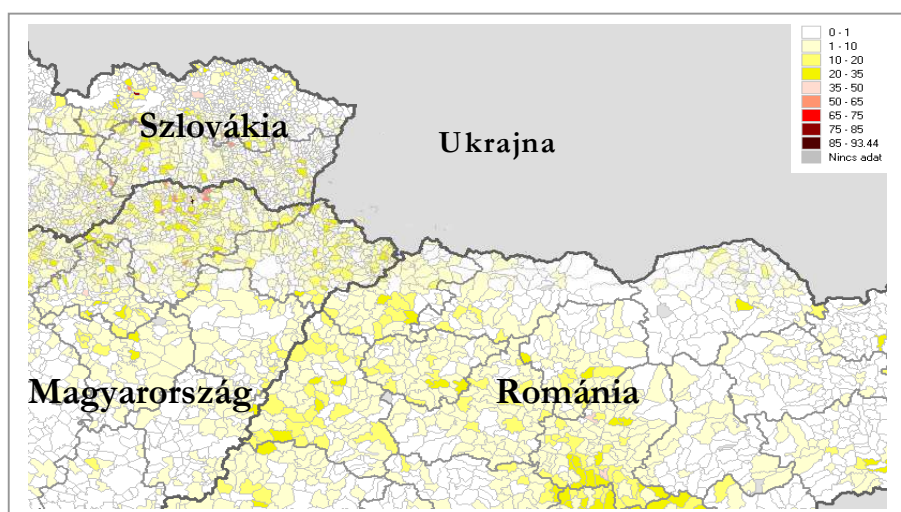 0 - 1
1 - 10
10 - 20
20 - 35
35 - 50
50 - 65
65 - 75
75 - 85
85 - 93.44
Nincs adat
Szlovákia
Ukrajna
Magyarország
Románia